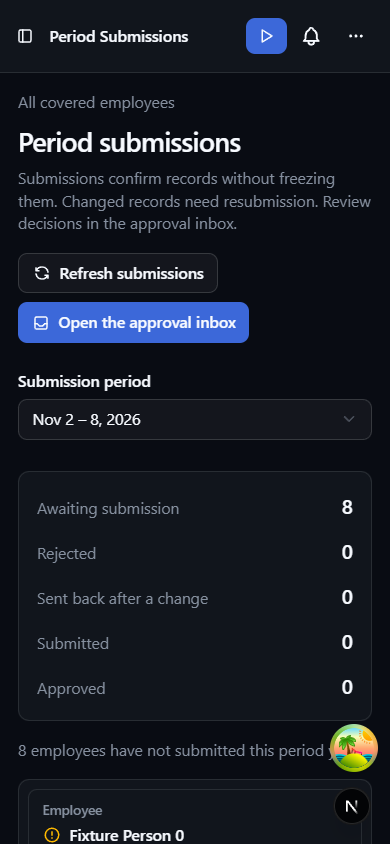 Period Submissions
All covered employees
Period submissions
Submissions confirm records without freezing
them. Changed records need resubmission. Review
decisions in the approval inbox.
Refresh submissions
Open the approval inbox
Submission period
Nov 2 – 8, 2026
Awaiting submission 8
Rejected 0
Sent back after a change 0
Submitted 0
Approved 0
8 employees have not submitted this period
Employee
N
Fixture Person 0